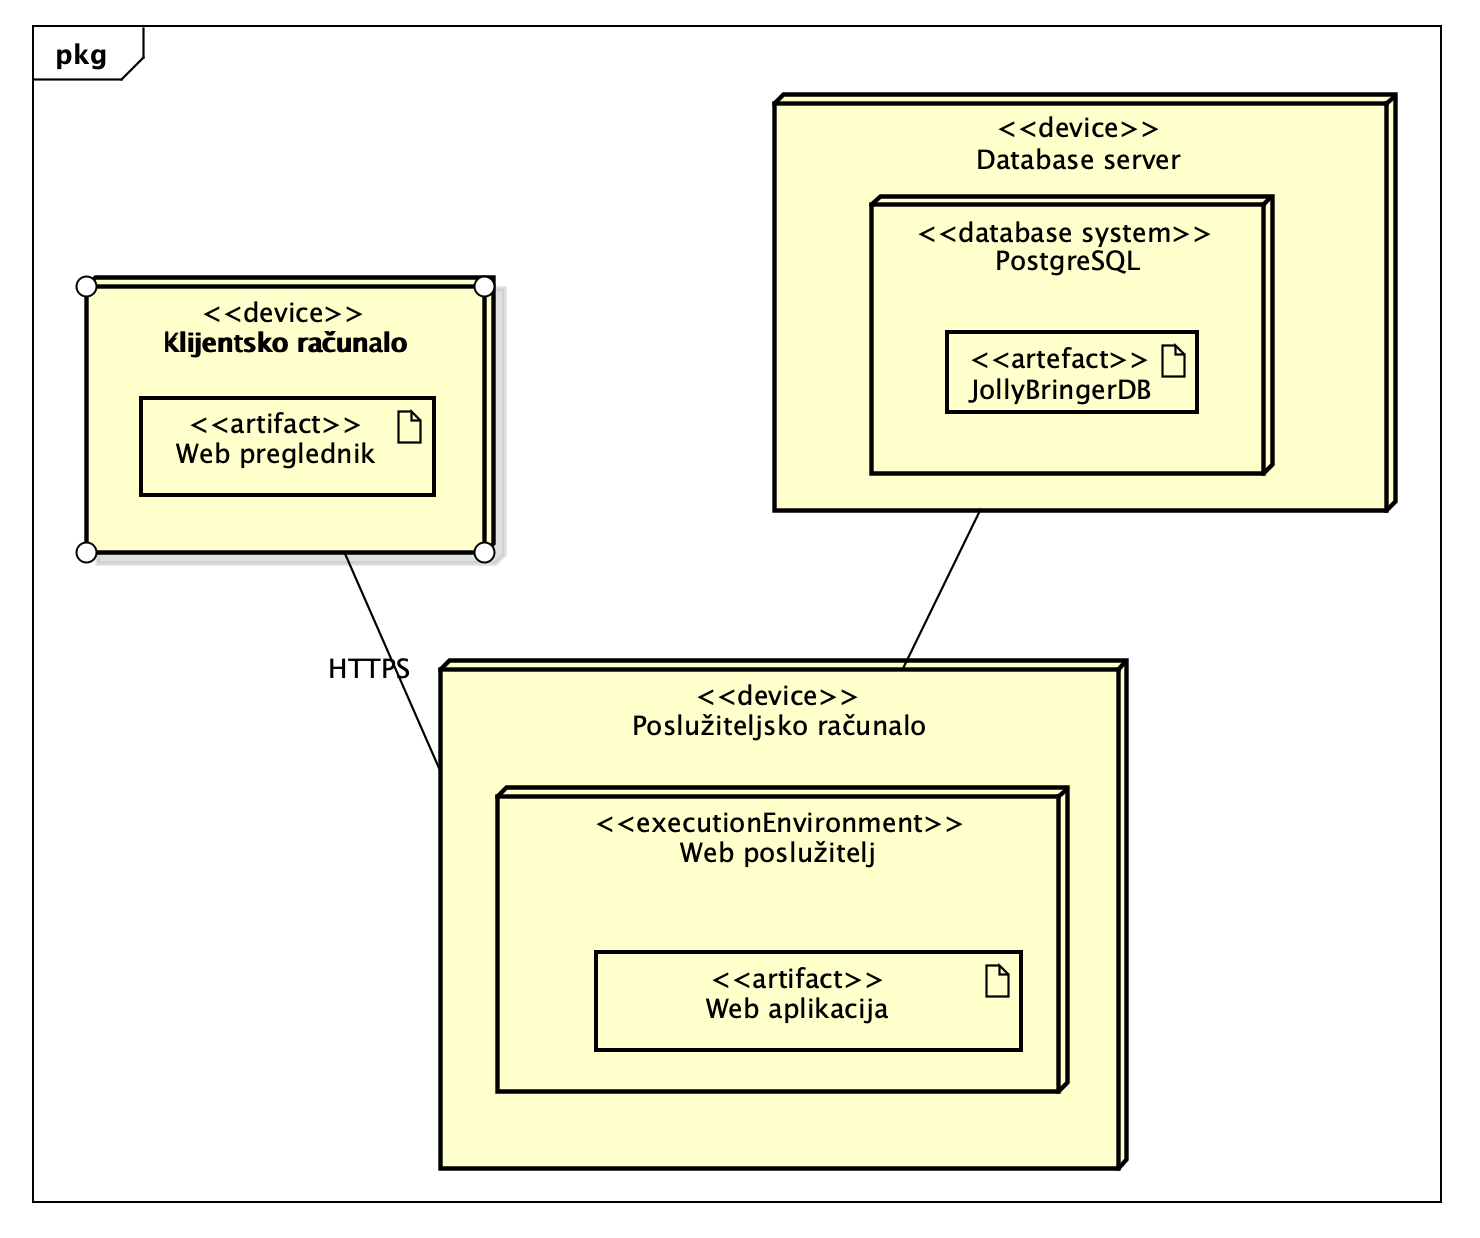 pkg
<<device>>
Database server
<<database system>>
PostgreSQL
<<artefact>>
JollyBringerDB
<<device>>
Klijentsko računalo
<<artifact>>
Web preglednik
HTTPS
<<device>>
Poslužiteljsko računalo
<<executionEnvironment>>
Web poslužitelj
<<artifact>>
Web aplikacija